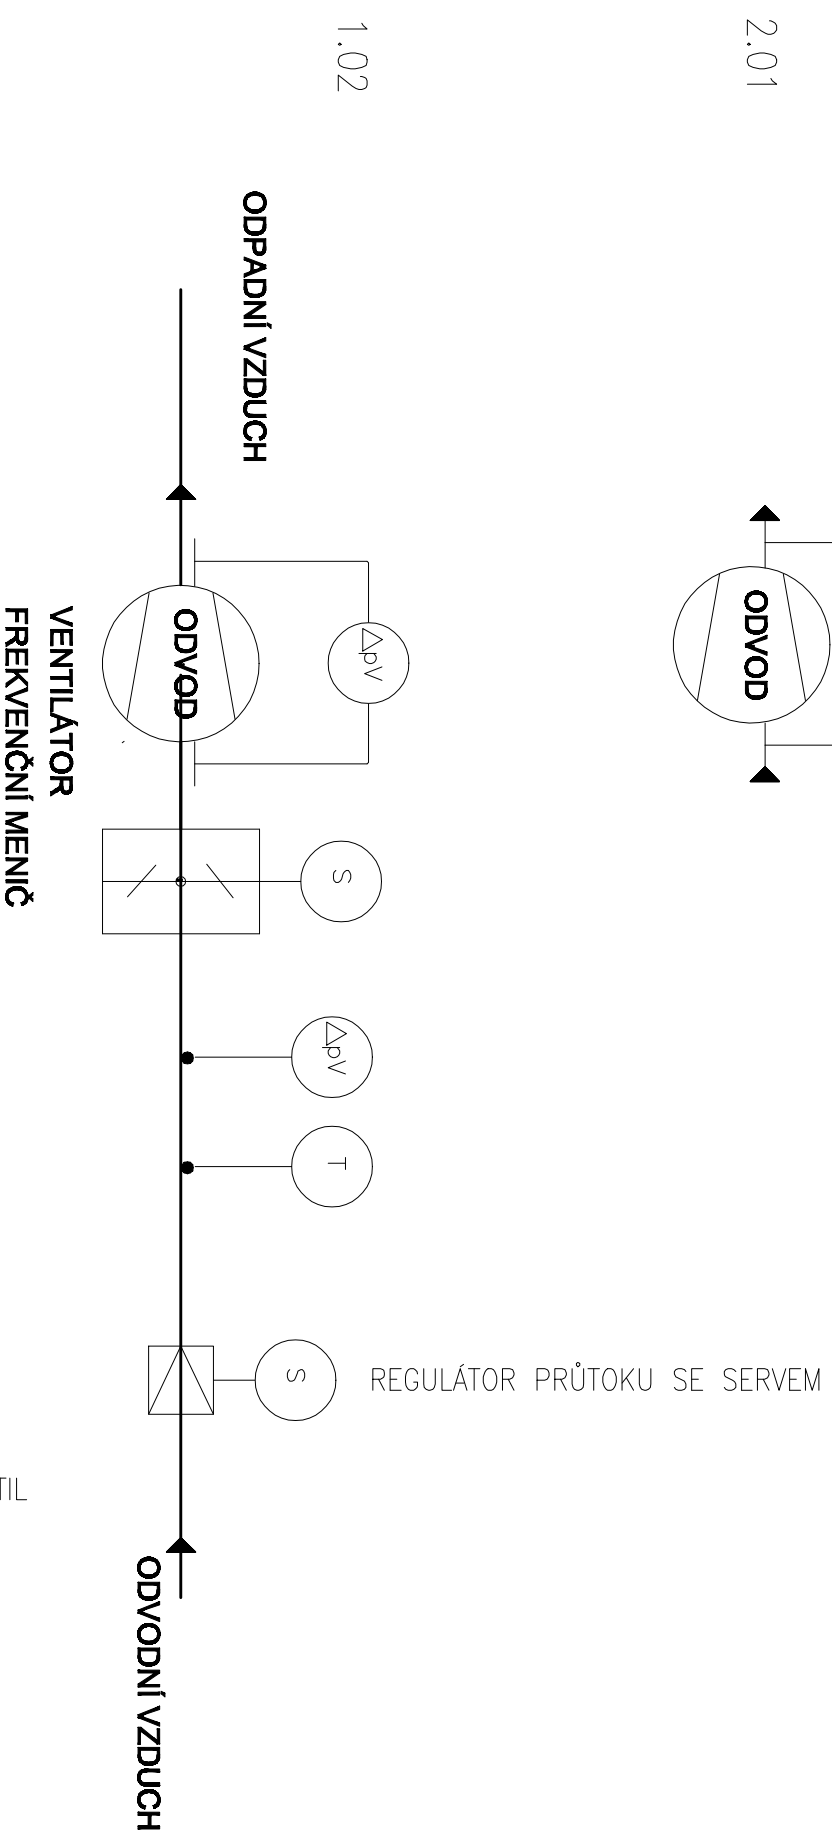 2.01
1.02
ODPADNÍ VZDUCH
ODVOD
ODVOD
ΔpV
VENTILÁTOR
FREKVENČNÍ MENIČ
S
ΔpV
T
S
REGULÁTOR PRŮTOKU SE SERVEM
TIL
ODVODNÍ VZDUCH